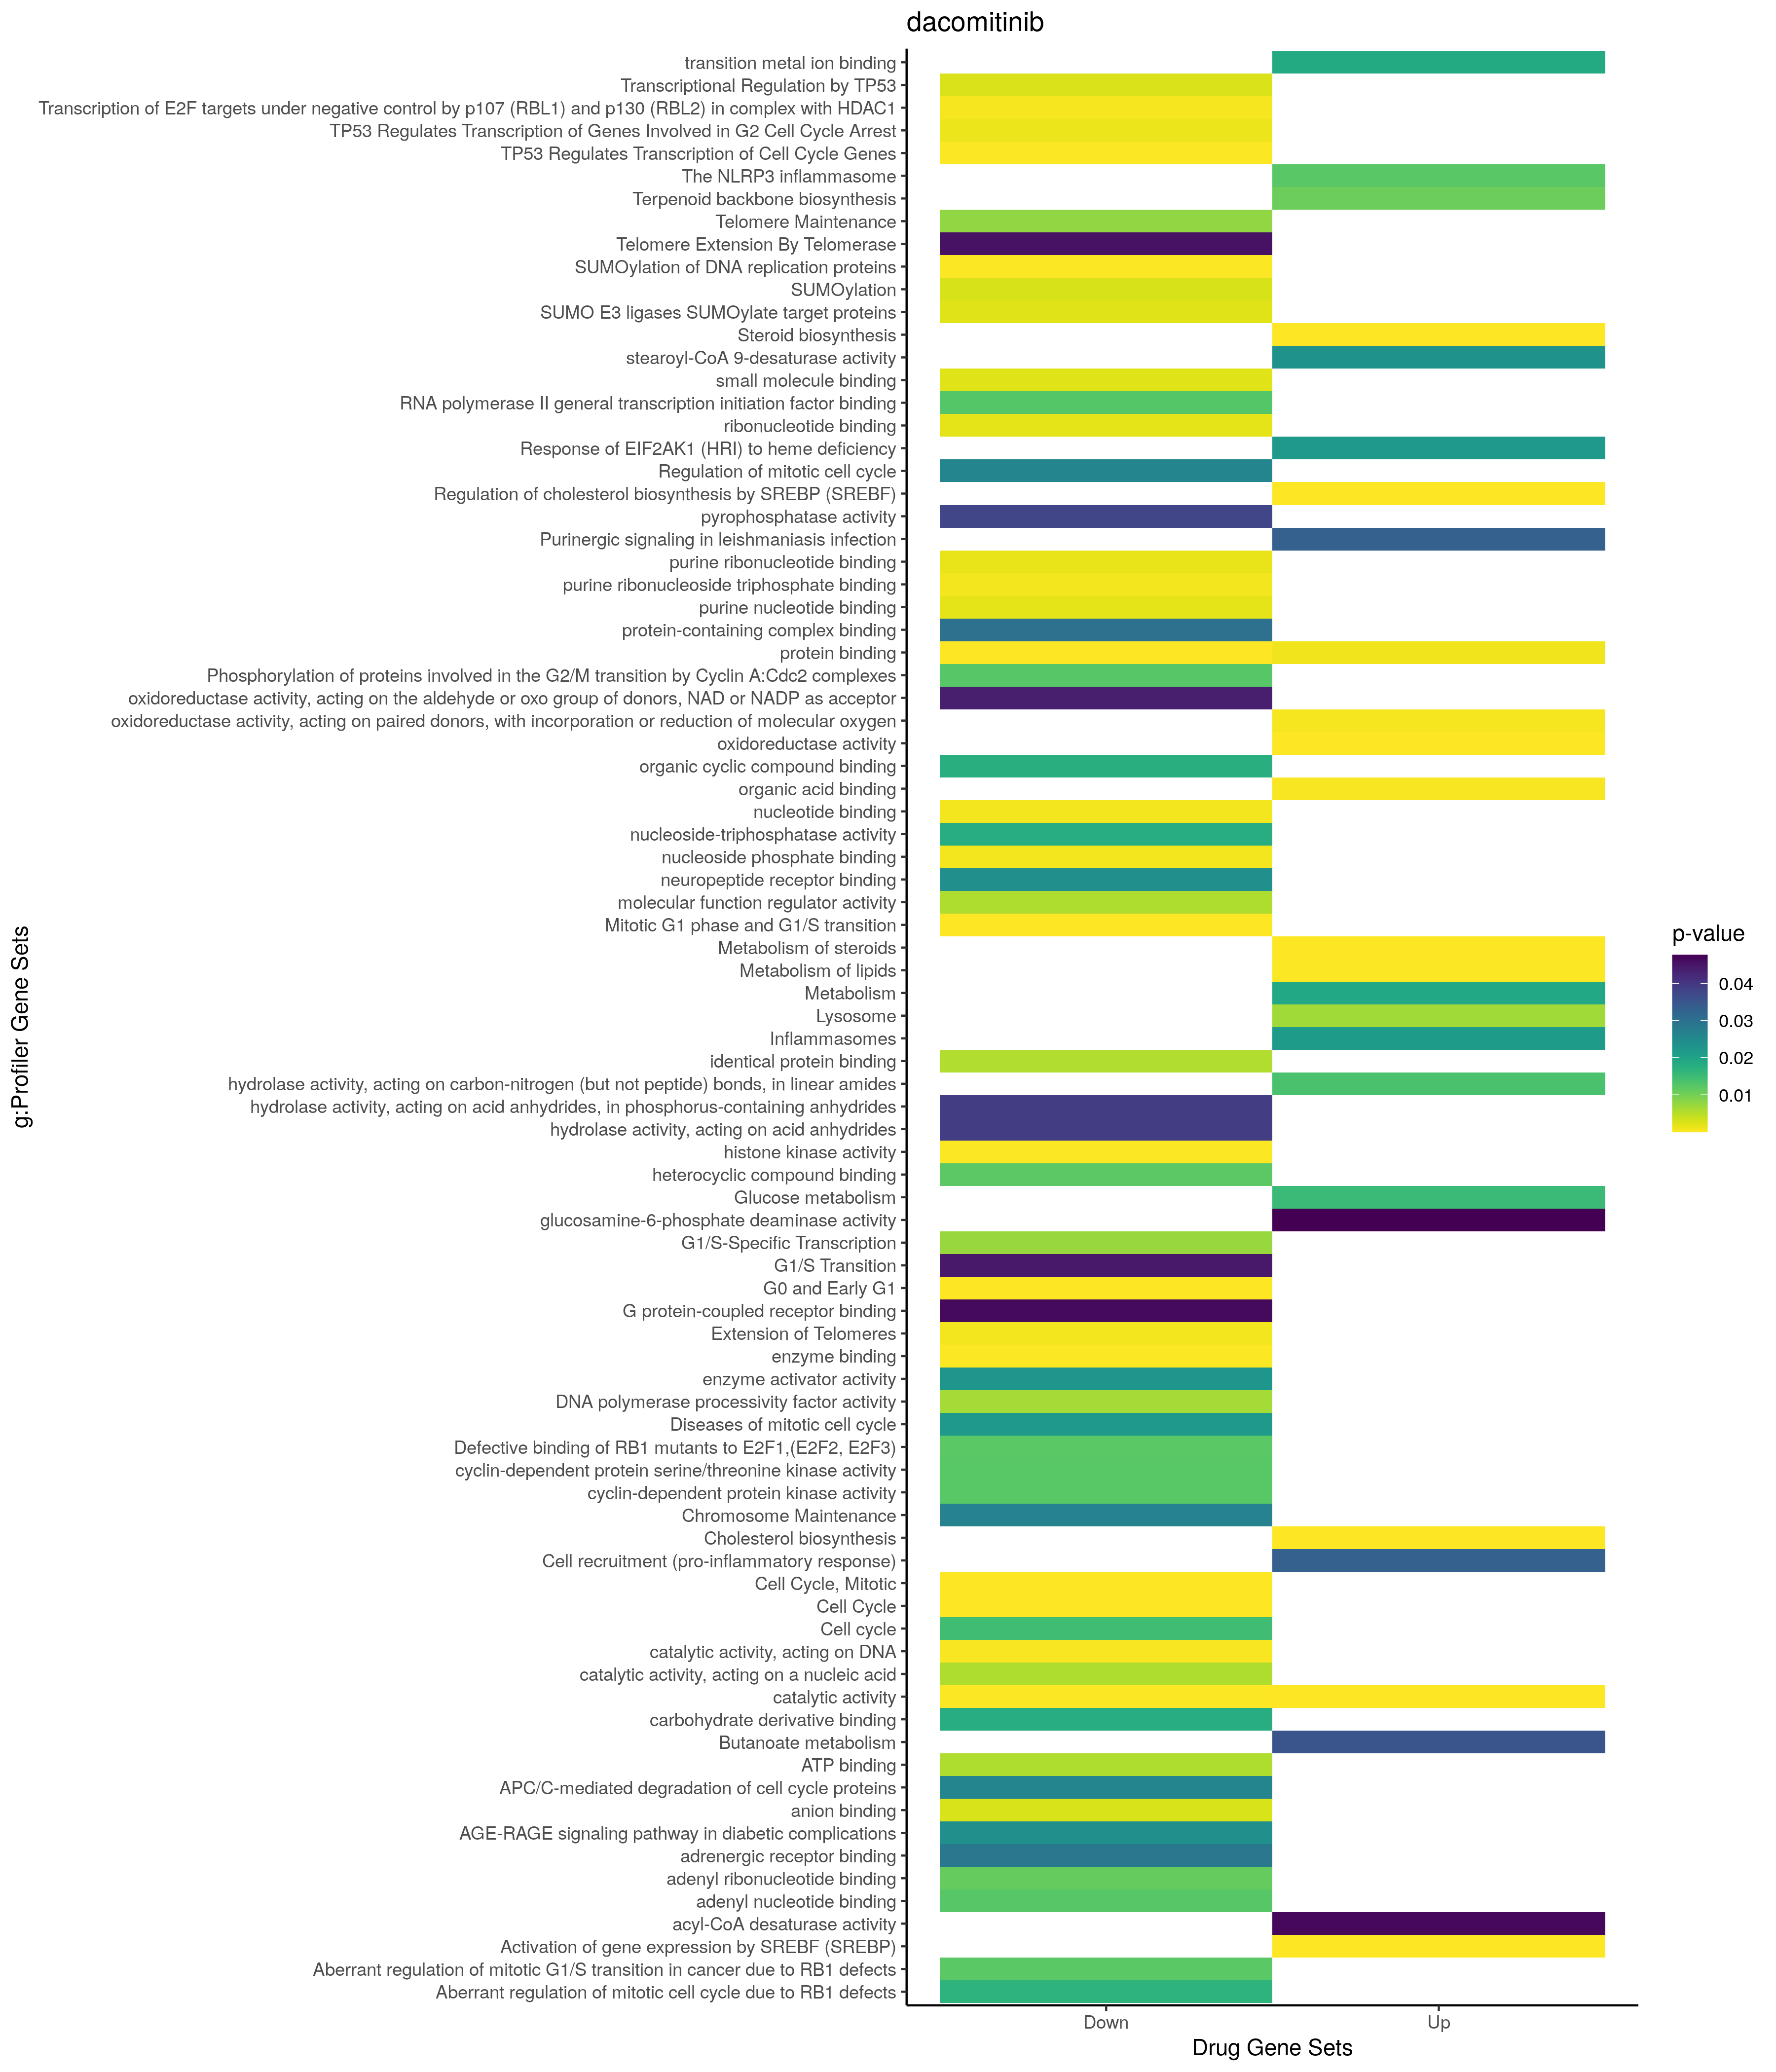 dacomitinib
transition metal ion binding
Transcriptional Regulation by TP53
Transcription of E2F targets under negative control by p107 (RBL1) and p130 (RBL2) in complex with HDAC1
TP53 Regulates Transcription of Genes Involved in G2 Cell Cycle Arrest
TP53 Regulates Transcription of Cell Cycle Genes
The NLRP3 inflammasome
Terpenoid backbone biosynthesis
Telomere Maintenance
Telomere Extension By Telomerase
SUMOylation of DNA replication proteins
SUMOylation
SUMO E3 ligases SUMOylate target proteins
Steroid biosynthesis
stearoyl-CoA 9-desaturase activity
small molecule binding
RNA polymerase II general transcription initiation factor binding
ribonucleotide binding
Response of EIF2AK1 (HRI) to heme deficiency
Regulation of mitotic cell cycle
Regulation of cholesterol biosynthesis by SREBP (SREBF)
pyrophosphatase activity
Purinergic signaling in leishmaniasis infection
purine ribonucleotide binding
purine ribonucleoside triphosphate binding
purine nucleotide binding
protein-containing complex binding
protein binding
Phosphorylation of proteins involved in the G2/M transition by Cyclin A:Cdc2 complexes
oxidoreductase activity, acting on the aldehyde or oxo group of donors, NAD or NADP as acceptor
oxidoreductase activity, acting on paired donors, with incorporation or reduction of molecular oxygen
oxidoreductase activity
organic cyclic compound binding
organic acid binding
nucleotide binding
nucleoside-triphosphatase activity
nucleoside phosphate binding
neuropeptide receptor binding
molecular function regulator activity
Mitotic G1 phase and G1/S transition
Metabolism of steroids
Metabolism of lipids
Metabolism
Lysosome
Inflammasomes
identical protein binding
hydrolase activity, acting on carbon-nitrogen (but not peptide) bonds, in linear amides
hydrolase activity, acting on acid anhydrides, in phosphorus-containing anhydrides
hydrolase activity, acting on acid anhydrides
histone kinase activity
heterocyclic compound binding
Glucose metabolism
glucosamine-6-phosphate deaminase activity
G1/S-Specific Transcription
G1/S Transition
G0 and Early G1
G protein-coupled receptor binding
Extension of Telomeres
enzyme binding
enzyme activator activity
DNA polymerase processivity factor activity
Diseases of mitotic cell cycle
Defective binding of RB1 mutants to E2F1,(E2F2, E2F3)
cyclin-dependent protein serine/threonine kinase activity
cyclin-dependent protein kinase activity
Chromosome Maintenance
Cholesterol biosynthesis
Cell recruitment (pro-inflammatory response)
Cell Cycle, Mitotic
Cell Cycle
Cell cycle
catalytic activity, acting on DNA
catalytic activity, acting on a nucleic acid
catalytic activity
carbohydrate derivative binding
Butanoate metabolism
ATP binding
APC/C-mediated degradation of cell cycle proteins
anion binding
AGE-RAGE signaling pathway in diabetic complications
adrenergic receptor binding
adenyl ribonucleotide binding
adenyl nucleotide binding
acyl-CoA desaturase activity
Activation of gene expression by SREBF (SREBP)
Aberrant regulation of mitotic G1/S transition in cancer due to RB1 defects
Aberrant regulation of mitotic cell cycle due to RB1 defects
g:Profiler Gene Sets
Down
Up
Drug Gene Sets
p-value
0.04
0.03
0.02
0.01